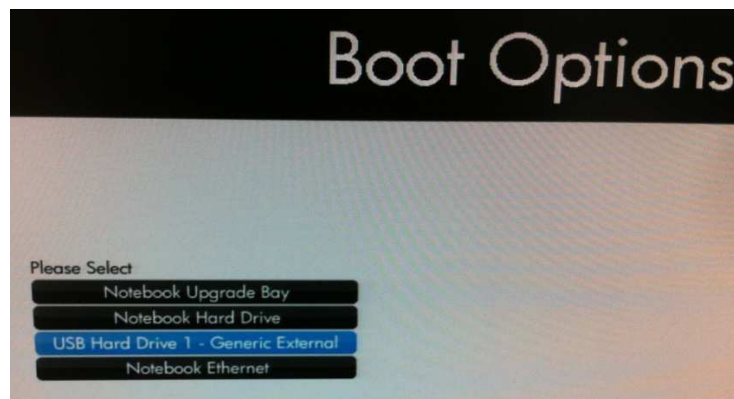 Boot Options
Please Select
Notebook Upgrade Bay
Notebook Hard Drive
USB Hard Drive 1 - Generic External
Notebook Ethernet